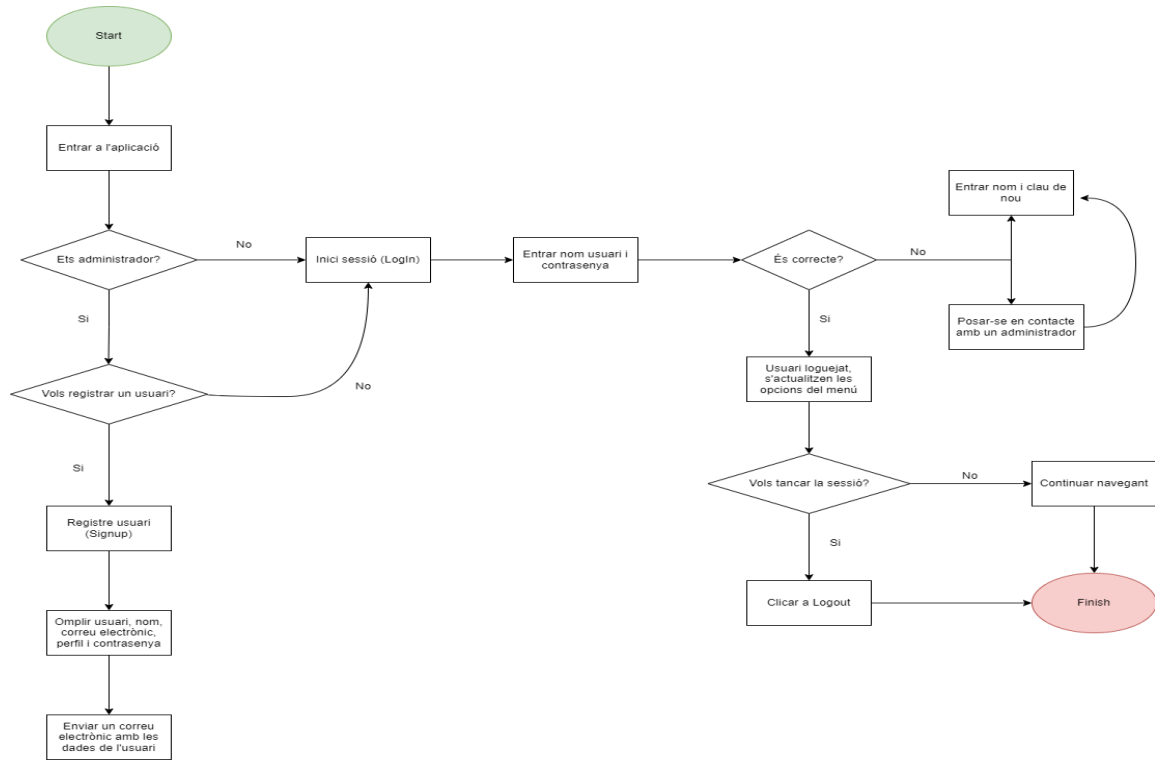 Start
Entrar a l'aplicació
Ets administrador?
No
Inici sessió (LogIn)
Entrar nom usuari i
contrasenya
És correcte?
No
Entrar nom i clau de
nou
Posar-se en contacte
amb un administrador
Si
Vols registrar un usuari?
No
Si
Usuari loguejat,
s'actualitzen les
opcions del menú
Vols tancar la sessió?
No
Continuar navegant
Si
Registre usuari
(Signup)
Si
Clicar a Logout
Finish
Omplir usuari, nom,
correu electrònic,
perfil i contrasenya
Enviar un correu
electrònic amb les
dades de l'usuari